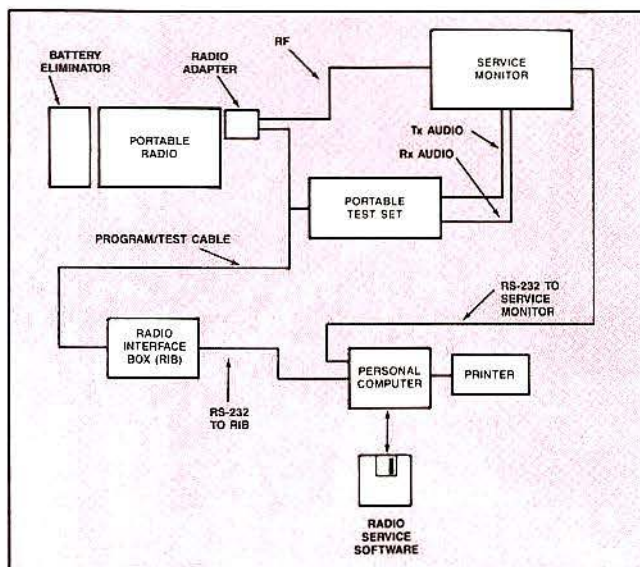 BATTERY
ELIMINATOR
RADIO
ADAPTER
RF
SERVICE
MONITOR
PORTABLE
RADIO
Tx AUDIO
Rx AUDIO
PORTABLE
TEST SET
PROGRAM/TEST CABLE
RS-232 TO
SERVICE
MONITOR
RADIO
INTERFACE
BOX (RIB)
PERSONAL
COMPUTER
PRINTER
RS-232
TO RIB
RADIO
SERVICE
SOFTWARE